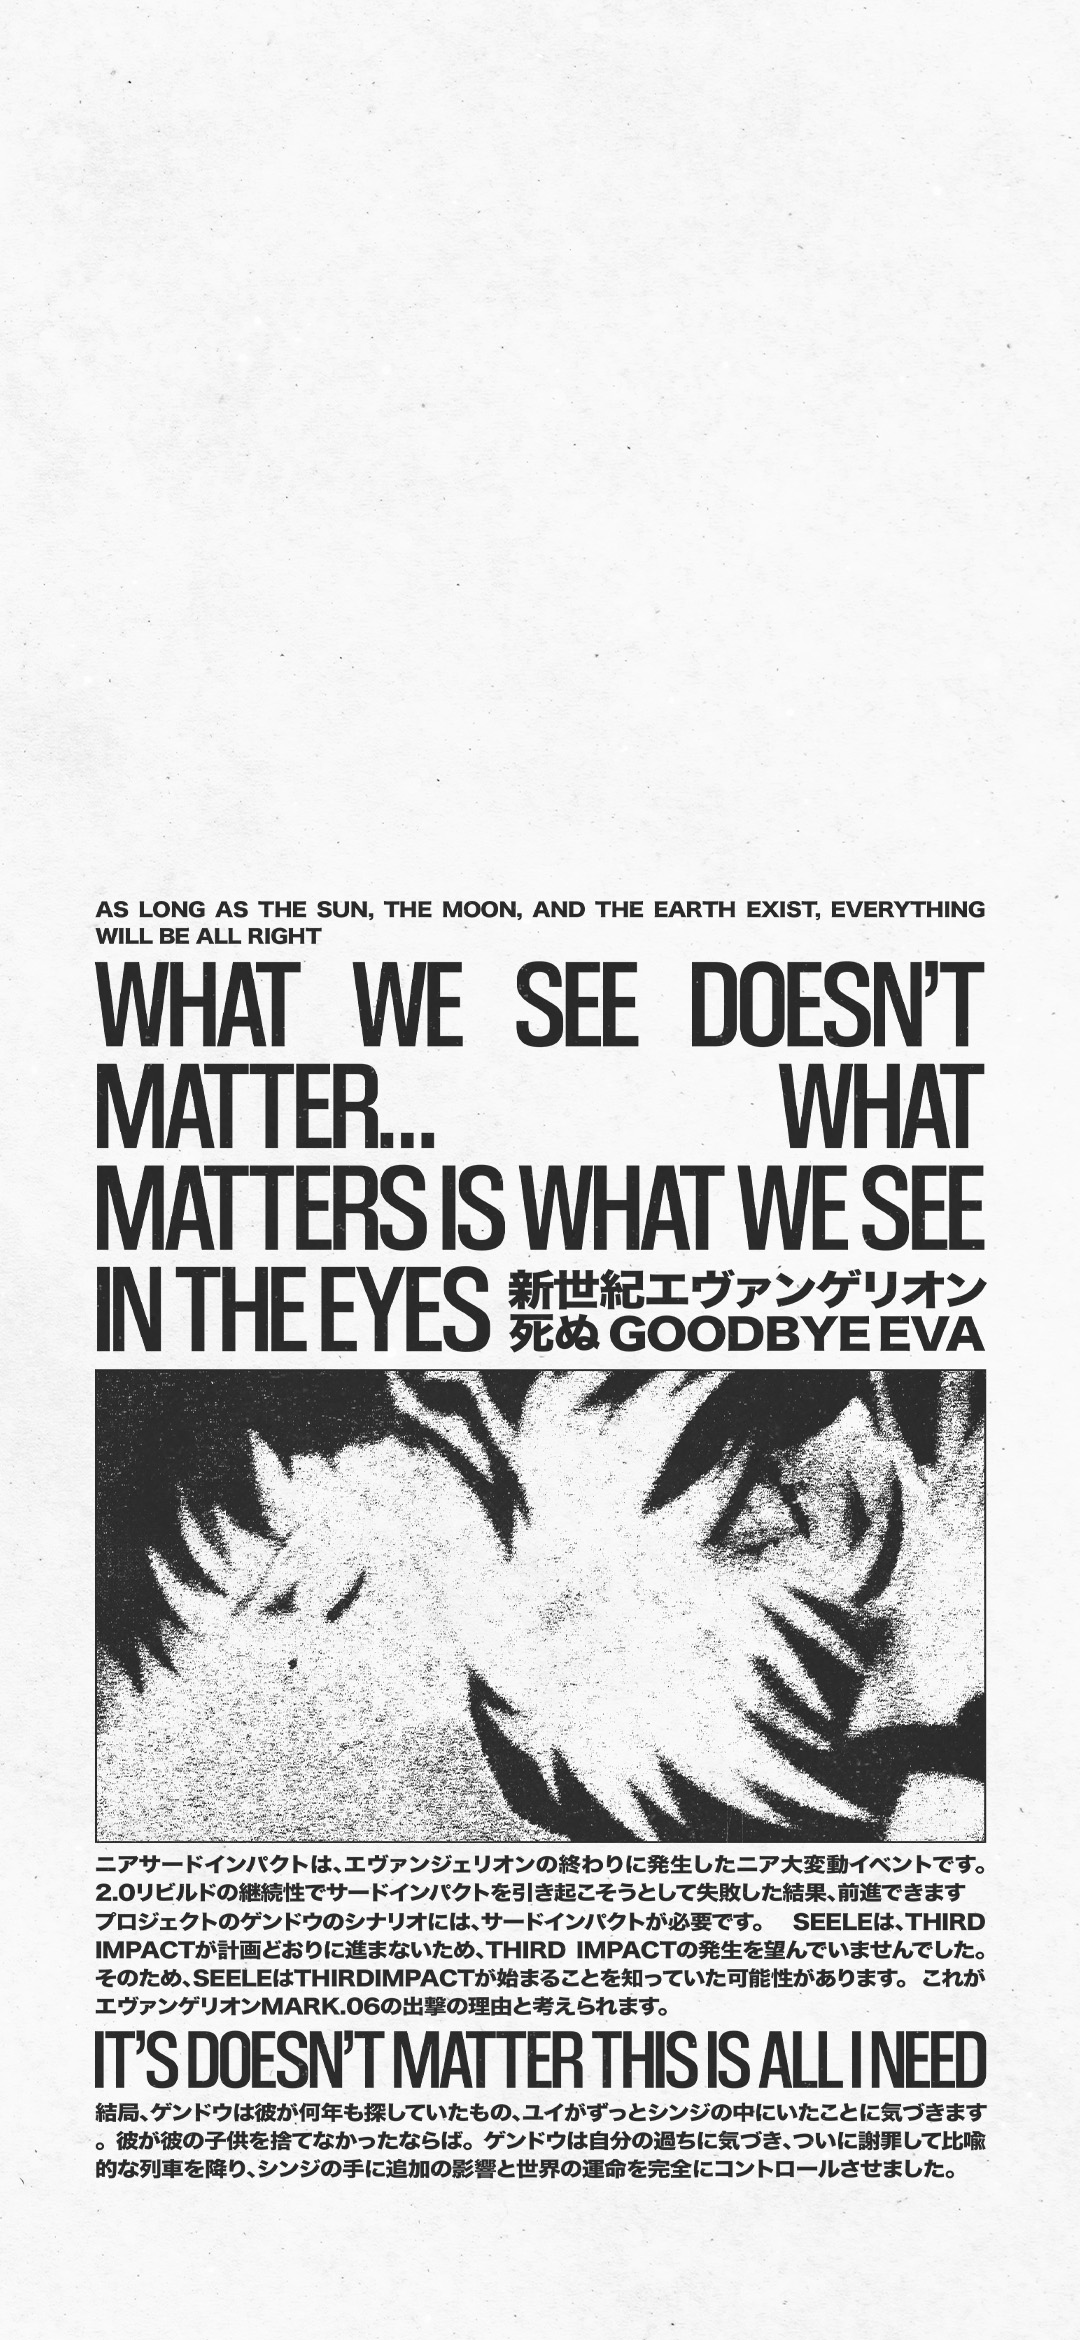 AS LONG AS THE SUN, THE MOON, AND THE EARTH EXIST, EVERYTHING
WILL BE ALL RIGHT
WHAT WE SEE DOESN'T
MATTER... WHAT
MATTERS IS WHAT WE SEE
IN THE EYES
新世紀エヴァンゲリオン
死ぬ GOODBYE EVA
ニアサードインパクトは、エヴァンジェリオンの終わりに発生したニア大変動イベントです。
2.0リビルドの継続性でサードインパクトを引き起こそうとして失敗した結果、前進できます
プロジェクトのゲンドウのシナリオには、サードインパクトが必要です。 SEELEは、THIRD
IMPACTが計画どおりに進まないため、THIRD IMPACTの発生を望んでいませんでした。
そのため、SEELEはTHIRDIMPACTが始まることを知っていた可能性があります。 これが
エヴァンゲリオンMARK.06の出撃の理由と考えられます。
IT'S DOESN'T MATTER THIS IS ALL I NEED
結局、ゲンドウは彼が何年も探していたもの、ユイがずっとシンジの中にいたことに気づきます
。彼が彼の子供を捨てなかったならば。ゲンドウは自分の過ちに気づき、ついに謝罪して比喩
的な列車を降り、シンジの手に追加の影響と世界の運命を完全にコントロールさせました。